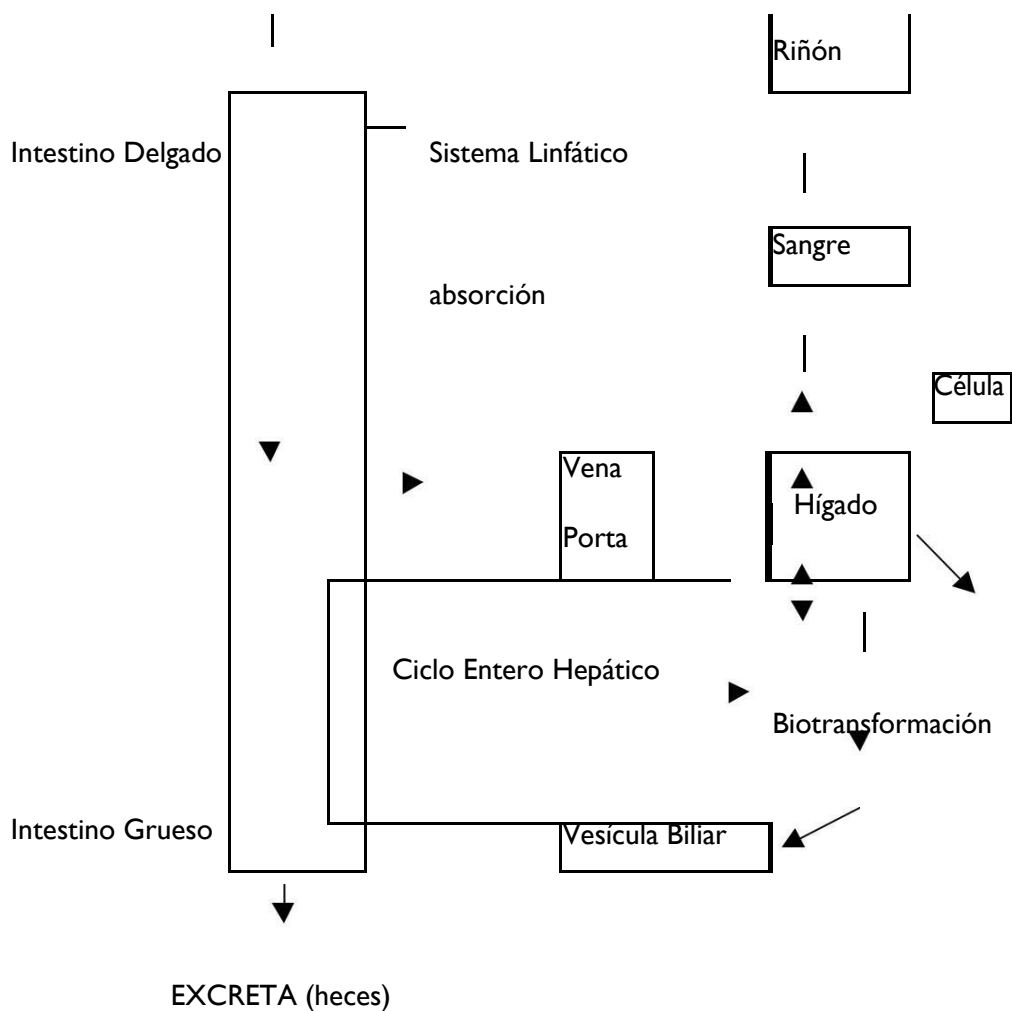 Riñón
Intestino Delgado
Sistema Linfático
Sangre
absorción
Célula
Vena
Porta
Hígado
Ciclo Entero Hepático
Biotransformación
Intestino Grueso
Vesícula Biliar
EXCRETA (heces)